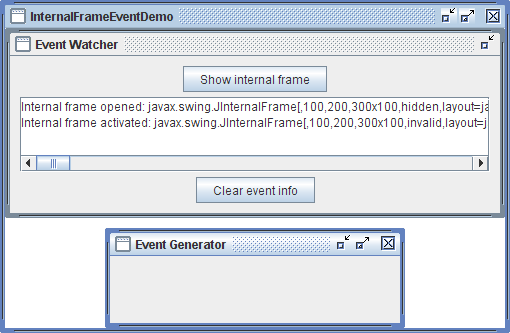 InternalFrameEventDemo
Event Watcher
Show internal frame
Internal frame opened: javax.swing.JInternalFrame[,100,200,300x100,hidden,layout=ja
Internal frame activated: javax.swing.JInternalFrame[,100,200,300x100,invalid,layout=j
Clear event info
Event Generator